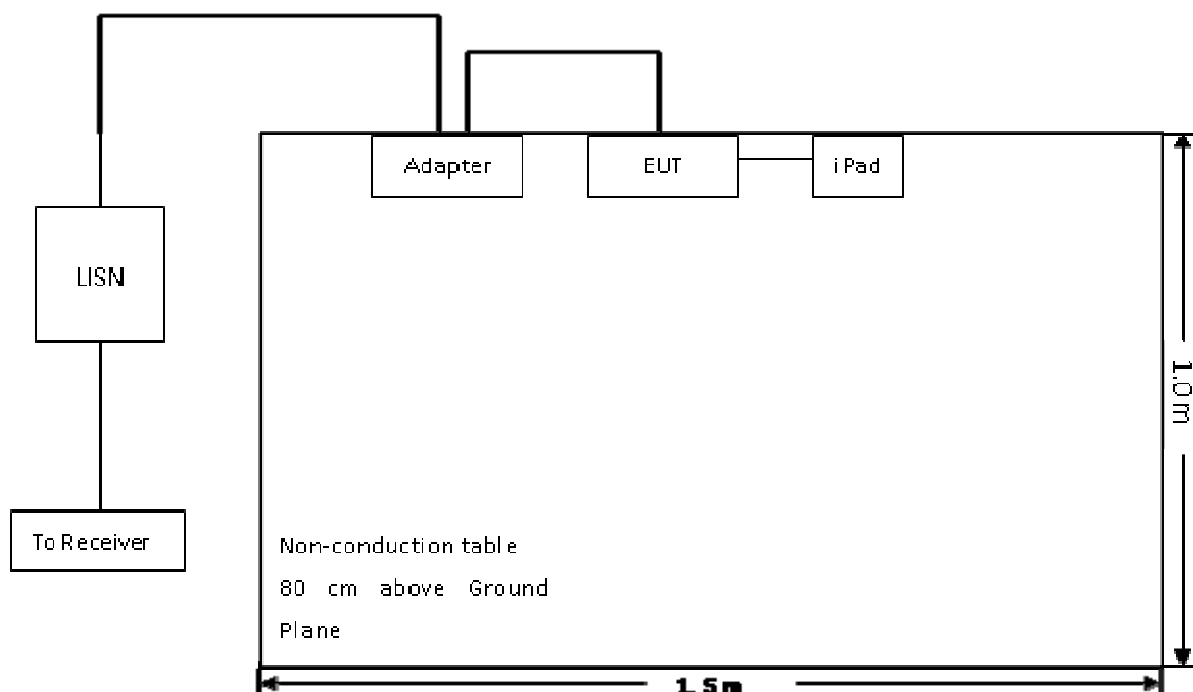 Adapter
EUT
iPad
LISN
1.0m
To Receiver
Non-conduction table
80 cm above Ground
Plane
1.5m